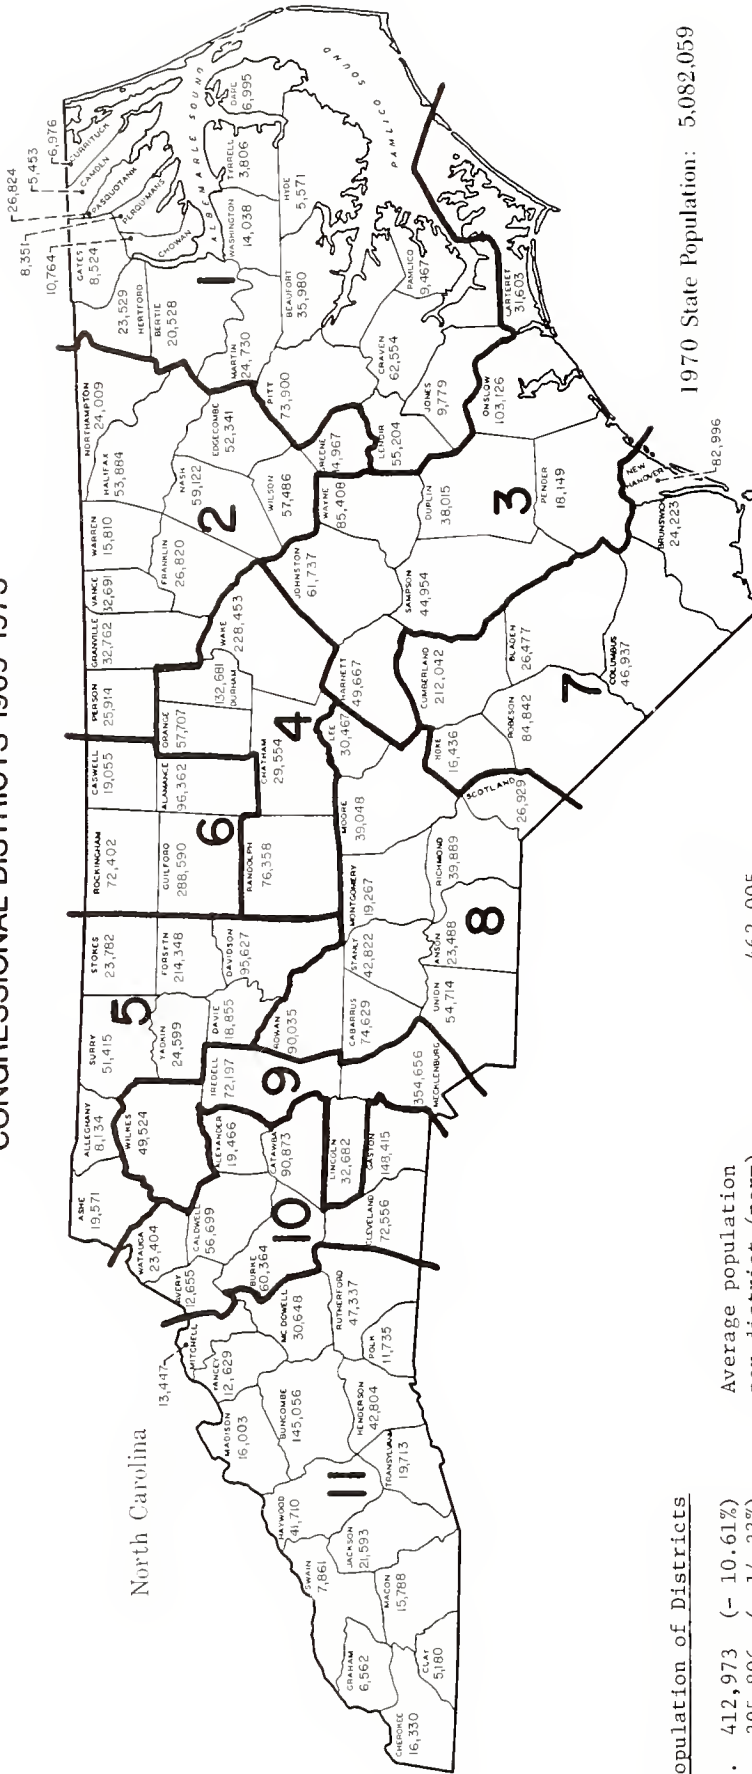 CONGRESSIONAL DISTRICTS 1969-1973
North Carolina
1970 State Population: 5,082,059
CHEROKEE
16,330
GRAHAM
6,562
CLAY
5,180
SWAIN
7,861
MACON
15,788
JACKSON
21,593
HAYWOOD
41,710
11
TRANSYLVANIA
19,713
MADISON
16,003
BUNCOMBE
145,056
HENDERSON
42,804
YANCEY
12,629
13,447
MITCHELL
MC DOWELL
30,648
RUTHERFORD
47,337
POLK
11,735
AVERY
12,655
WATAUGA
23,404
CALDWELL
56,699
BURKE
60,364
10
CLEVELAND
72,556
ALEXANDER
19,466
CATAWBA
90,873
LINCOLN
32,682
GASTON
148,415
ASHE
19,571
ALLEGHANY
8,134
WILKES
49,524
SURRY
51,415
5
YADKIN
24,599
STOKES
23,782
FORSYTH
214,348
DAVIE
18,855
DAVIDSON
95,627
IREDELL
72,197
9
354,656
MECKLENBURG
ROWAN
90,035
CABARRUS
74,629
STANLY
42,822
UNION
54,714
ANSON
23,488
8
MONTGOMERY
19,267
RICHMOND
39,889
MOORE
39,048
SCOTLAND
26,929
LEE
30,467
ROCKINGHAM
72,402
CASWELL
19,055
GUILFORD
288,590
ALAMANCE
96,362
6
RANDOLPH
76,358
CHATHAM
29,554
4
ORANGE
57,707
132,681
DURHAM
WAKE
228,453
PERSON
25,914
GRANVILLE
32,762
VANCE
32,691
WARREN
15,810
FRANKLIN
26,820
NORTHAMPTON
24,009
HALIFAX
53,884
NASH
59,122
2
EDGECOMBE
52,341
WILSON
57,486
GREENE
14,967
HARNETT
49,667
JOHNSTON
61,737
WAYNE
85,408
SAMPSON
44,954
DUPLIN
38,015
3
PENDER
18,149
ONSLOW
103,126
CARTERET
31,603
CUMBERLAND
212,042
HOKE
16,436
ROBESON
84,842
BLADEN
26,477
7
COLUMBUS
46,937
BRUNSWICK
24,223
NEW
HANOVER
82,996
GATES
8,524
23,529
HERTFORD
BERTIE
20,528
1
MARTIN
24,730
PITT
73,900
LENOIR
55,204
JONES
9,779
CRAVEN
62,554
PAMLICO
9,467
BEAUFORT
35,980
HYDE
5,571
WASHINGTON
14,038
TYRRELL
3,806
DARE
6,995
CHOWAN
10,764
PERQUIMANS
8,351
PASQUOTANK
26,824
CAMDEN
5,453
CURRITUCK
6,976
ALBEMARLE SOUND
PAMLICO SOUND
opulation of Districts
. 412,973 (- 10.61%)
395,806 (- 14.33%)
Average population
per district (norm)
462,005